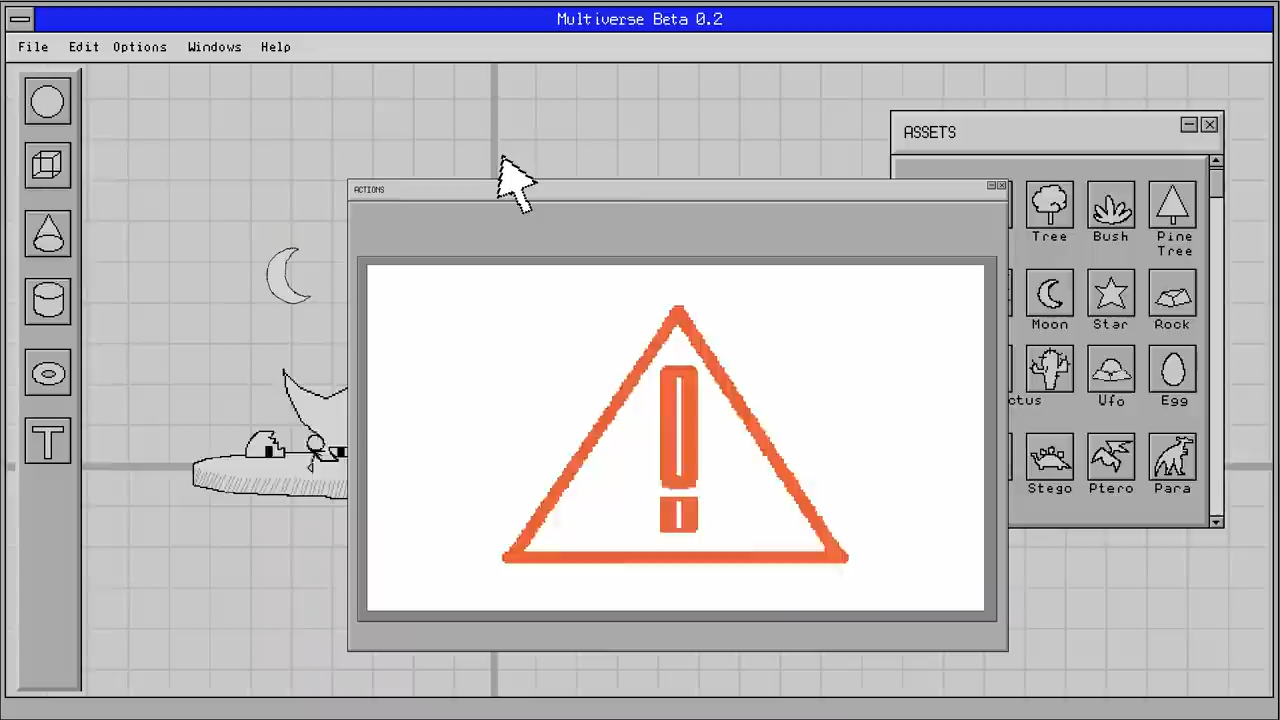 Multiverse Beta 0.2
File Edit Options Windows Help
ASSETS
ACTIONS
Tree Bush Pine Tree
Moon Star Rock
ctus Ufo Egg
Stego Ptero Para
T